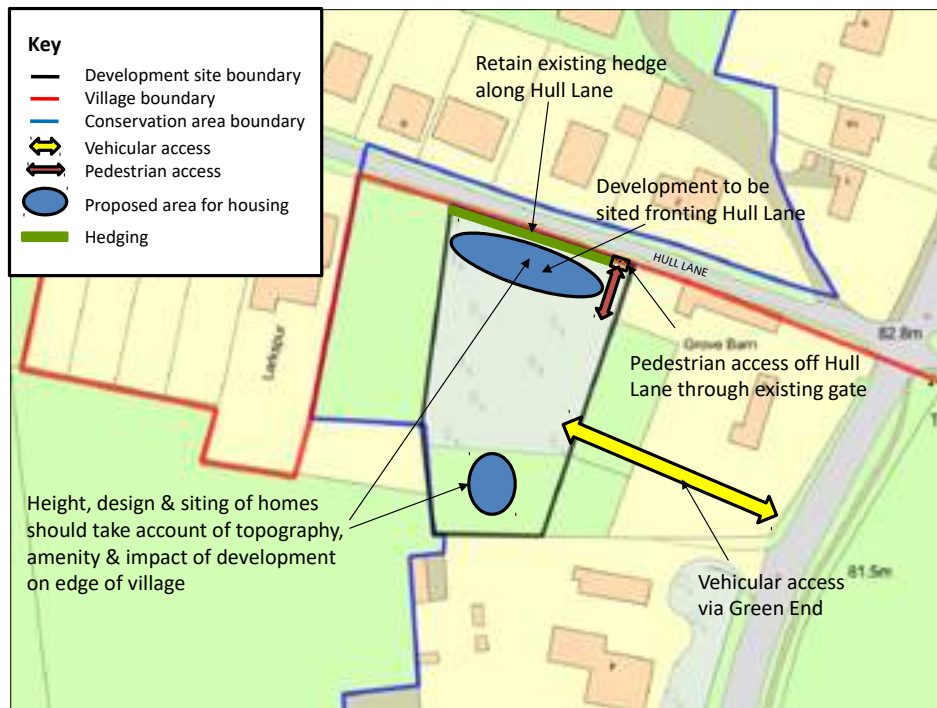 Key
Development site boundary
Village boundary
Conservation area boundary
Vehicular access
Pedestrian access
Proposed area for housing
Hedging
Retain existing hedge
along Hull Lane
Development to be
sited fronting Hull Lane
HULL LANE
82.8m
Grove Barn
Pedestrian access off Hull
Lane through existing gate
Larkspur
Height, design & siting of homes
should take account of topography,
amenity & impact of development
on edge of village
Vehicular access
via Green End
81.5m